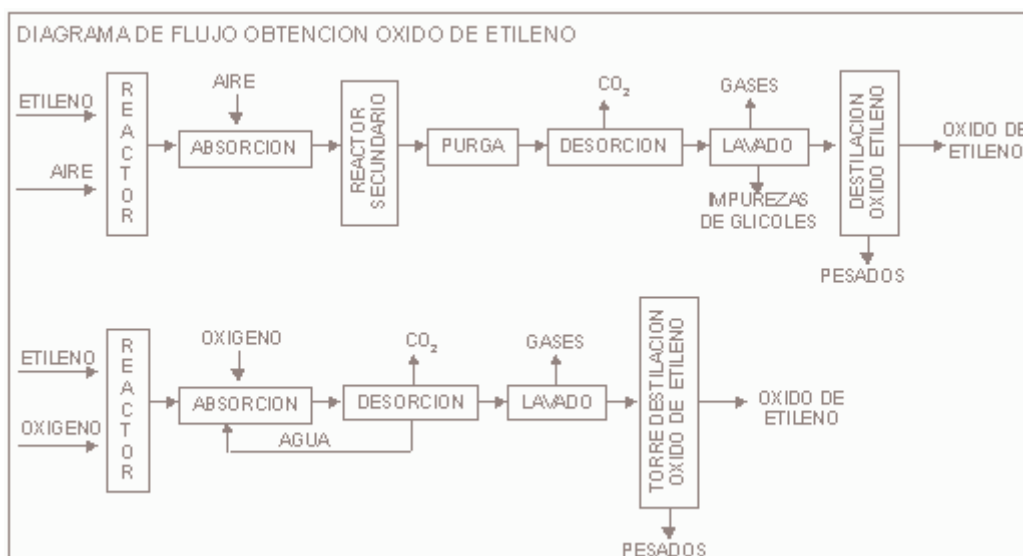 DIAGRAMA DE FLUJO OBTENCION OXIDO DE ETILENO
ETILENO
AIRE
REACTOR
AIRE
ABSORCION
REACTOR
SECUNDARIO
PURGA
CO₂
DESORCION
GASES
LAVADO
IMPUREZAS
DE GLICOLES
DESTILACION
OXIDO ETILENO
OXIDO DE
ETILENO
PESADOS
ETILENO
OXIGENO
REACTOR
OXIGENO
ABSORCION
AGUA
CO₂
DESORCION
GASES
LAVADO
TORRE DESTILACION
OXIDO DE ETILENO
OXIDO DE
ETILENO
PESADOS